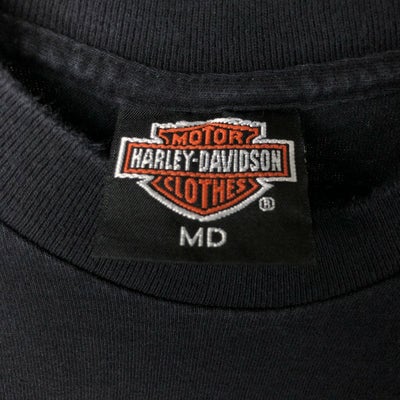 MOTOR
HARLEY-DAVIDSON
CLOTHES
®
MD